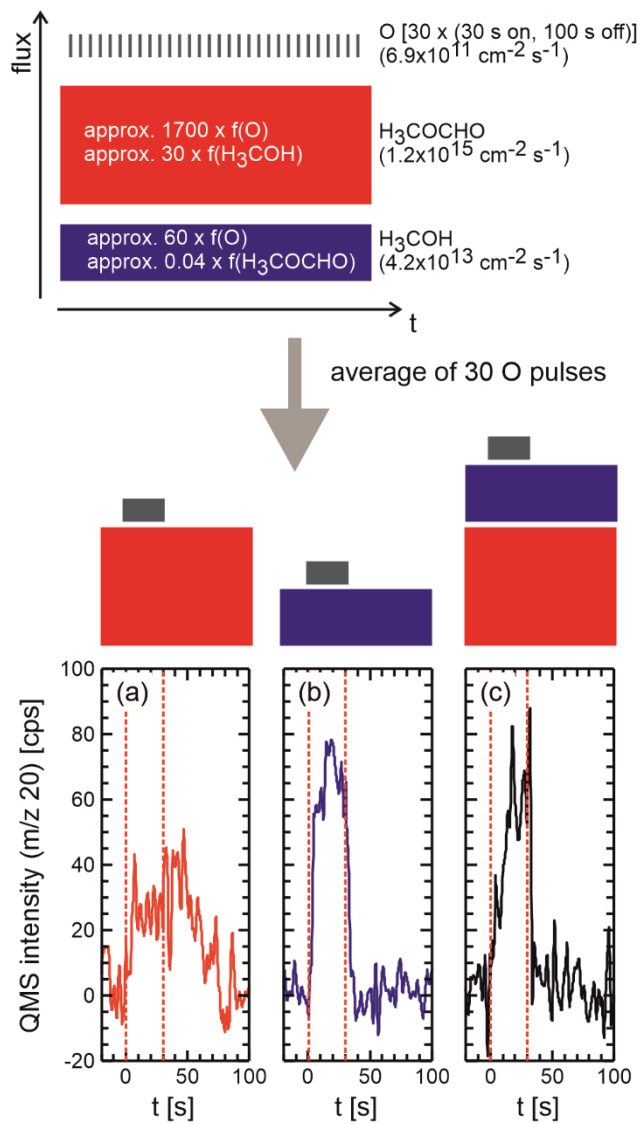 flux
O [30 x (30 s on, 100 s off)]
(6.9x10¹¹ cm⁻² s⁻¹)
approx. 1700 x f(O)
approx. 30 x f(H₃COH)
H₃COCHO
(1.2x10¹⁵ cm⁻² s⁻¹)
approx. 60 x f(O)
approx. 0.04 x f(H₃COCHO)
H₃COH
(4.2x10¹³ cm⁻² s⁻¹)
t
average of 30 O pulses
QMS intensity (m/z 20) [cps]
100
80
60
40
20
0
-20
(a)
(b)
(c)
0 50 100
0 50 100
0 50 100
t [s]
t [s]
t [s]